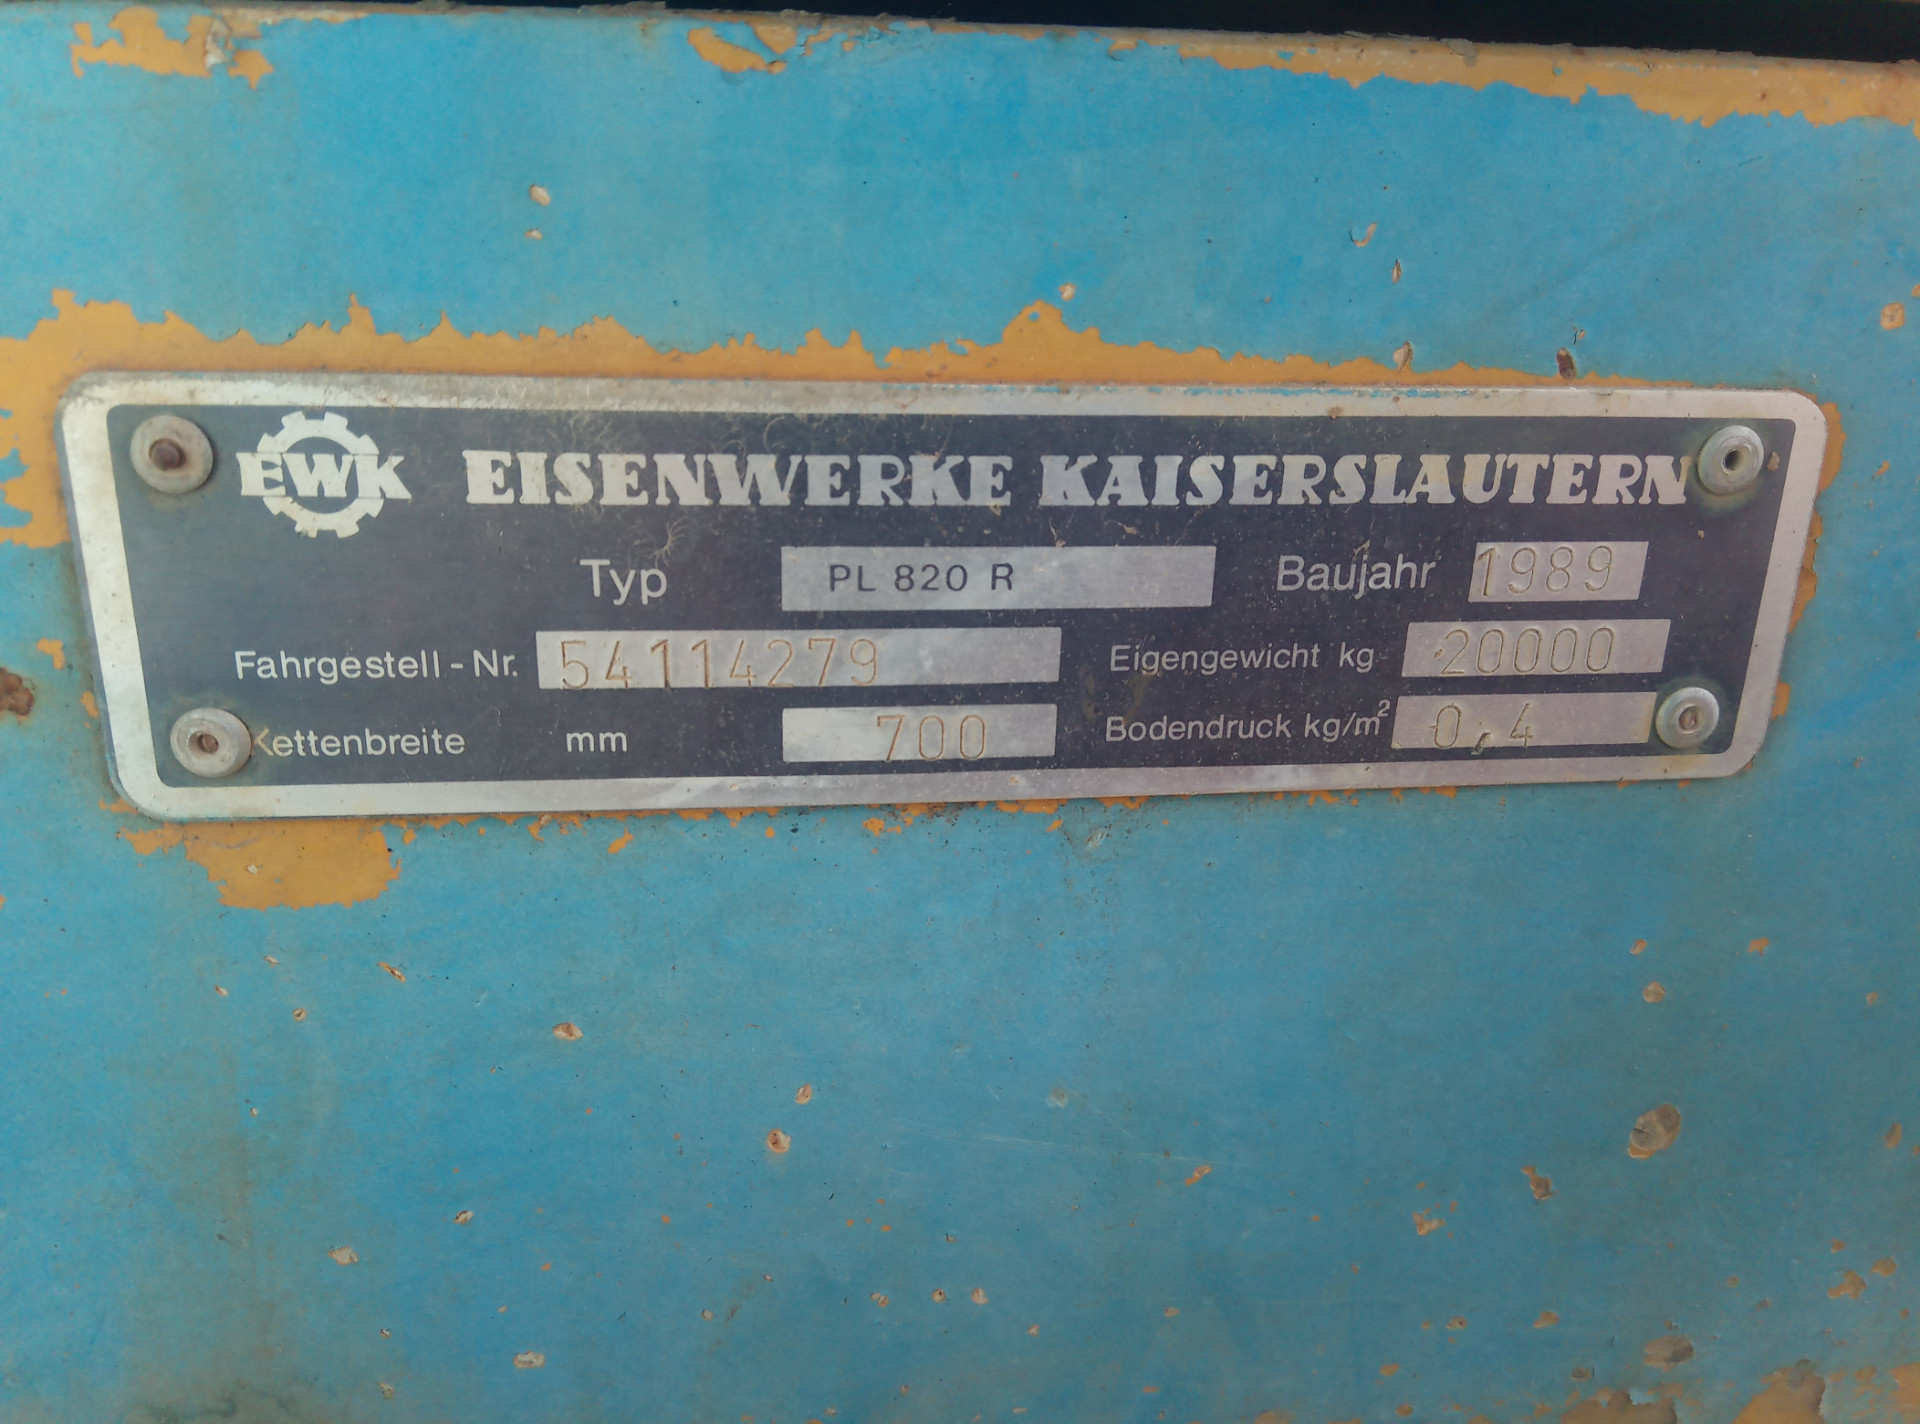 EWK EISENWERKE KAISERSLAUTERN
Typ PL 820 R Baujahr 1989
Fahrgestell-Nr. 54114279 Eigengewicht kg 20000
Kettenbreite mm 700 Bodendruck kg/m² 0,4